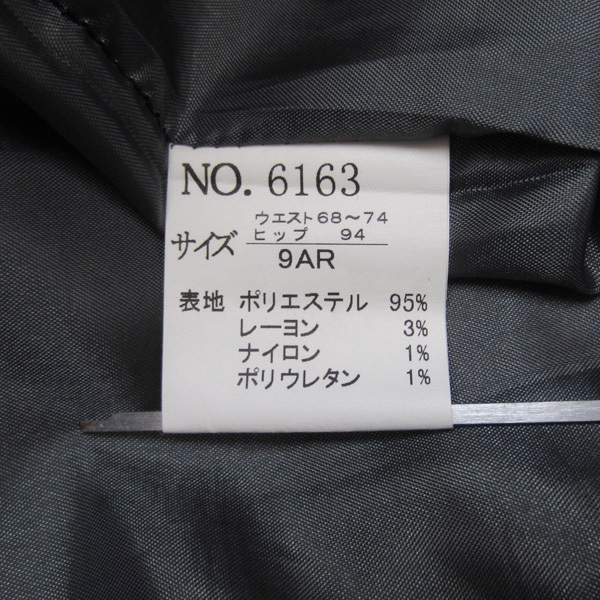 NO. 6163
ウエスト68～74
サイズ ヒップ 94
9AR
表地 ポリエステル 95%
レーヨン 3%
ナイロン 1%
ポリウレタン 1%